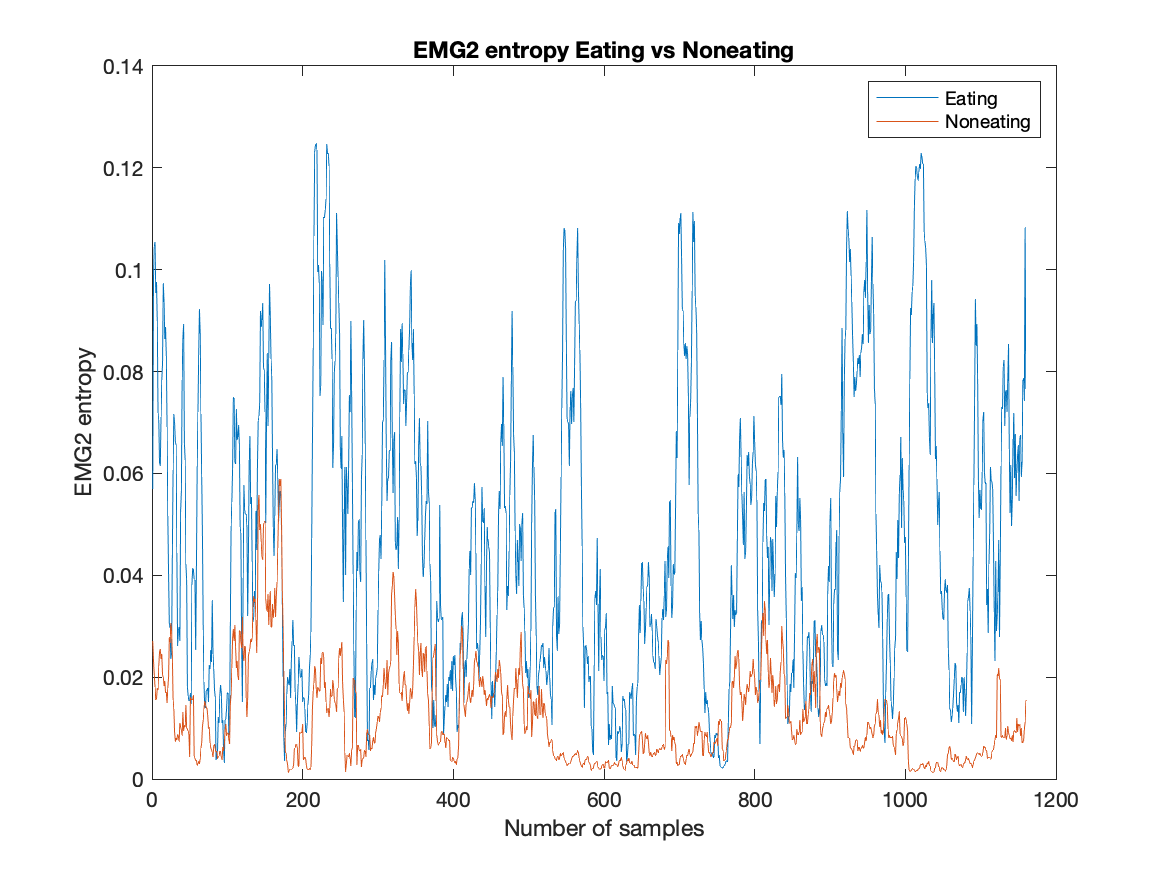 EMG2 entropy Eating vs Noneating
0.14
0.12
0.1
0.08
0.06
0.04
0.02
0
EMG2 entropy
Eating
Noneating
0 200 400 600 800 1000 1200
Number of samples